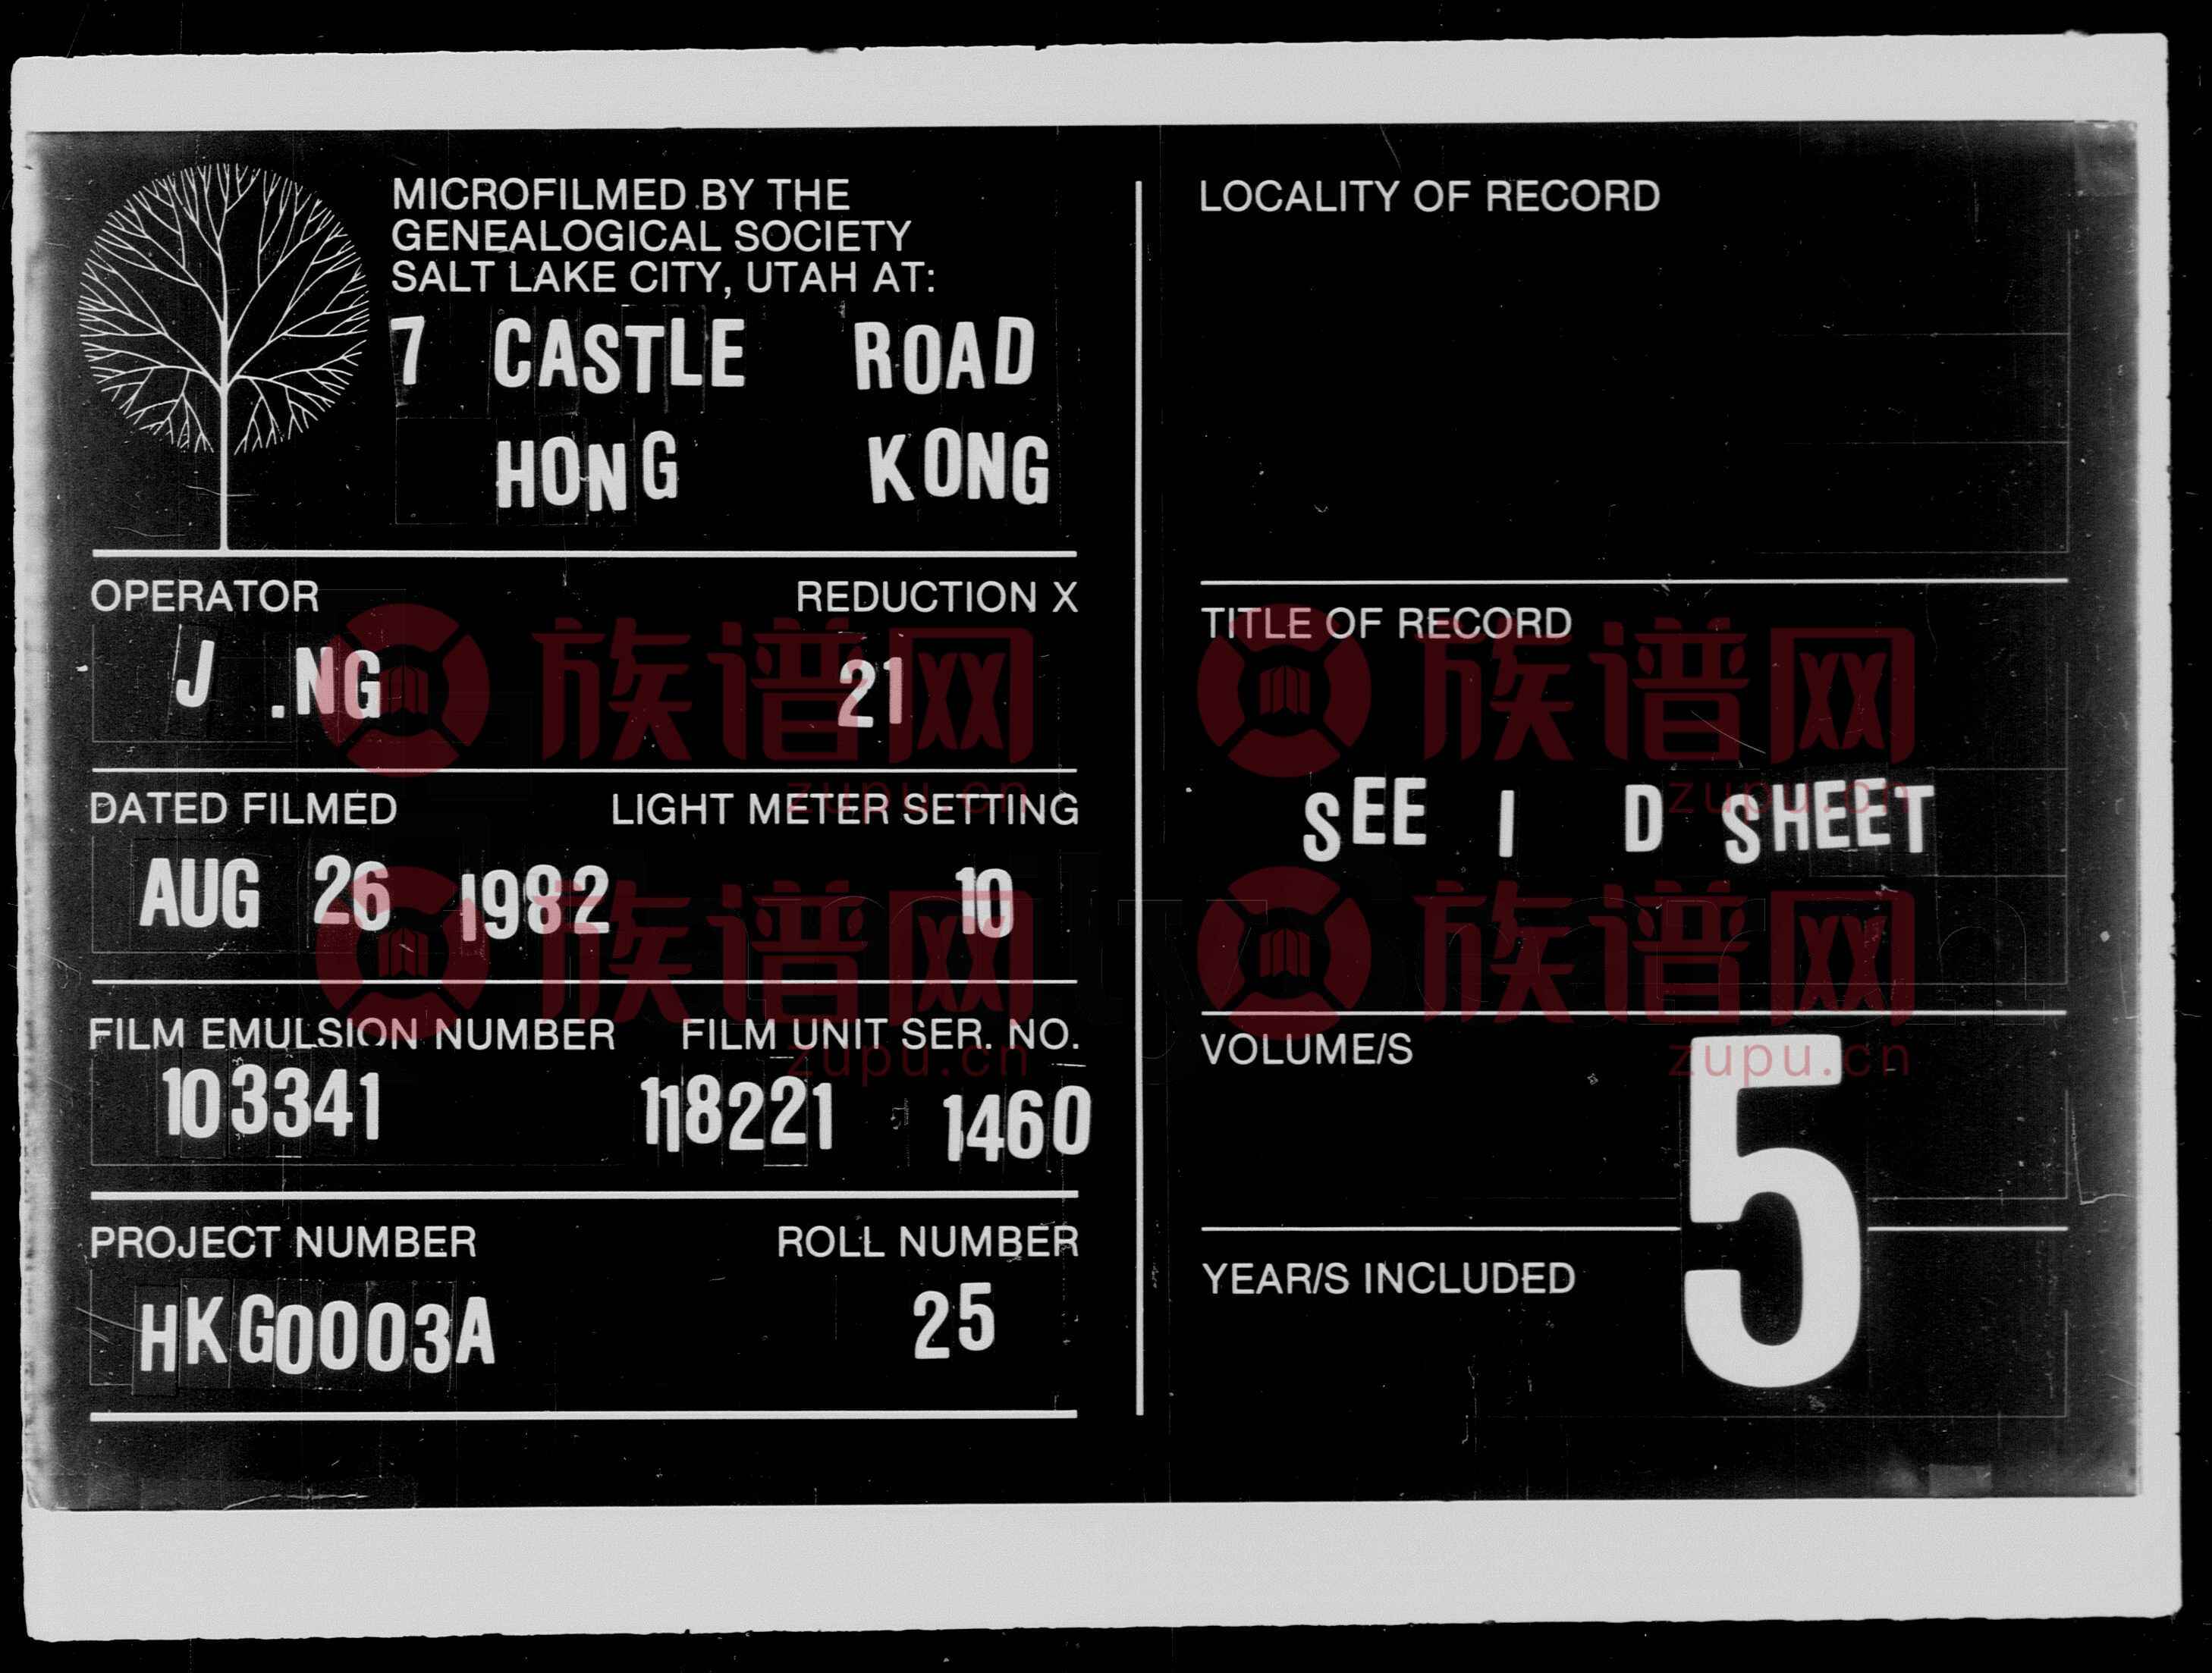 MICROFILMED BY THE
GENEALOGICAL SOCIETY
SALT LAKE CITY, UTAH AT:
7 CASTLE ROAD
HONG KONG
OPERATOR REDUCTION X
J .NG 21
DATED FILMED LIGHT METER SETTING
AUG 26 1982 10
FILM EMULSION NUMBER FILM UNIT SER. NO.
103341 118221 1460
PROJECT NUMBER ROLL NUMBER
HKG0003A 25
LOCALITY OF RECORD
TITLE OF RECORD
SEE I D SHEET
VOLUME/S
5
YEAR/S INCLUDED
族谱网 族谱网
zupu.cn zupu.cn
族谱网 族谱网
zupu.cn zupu.cn